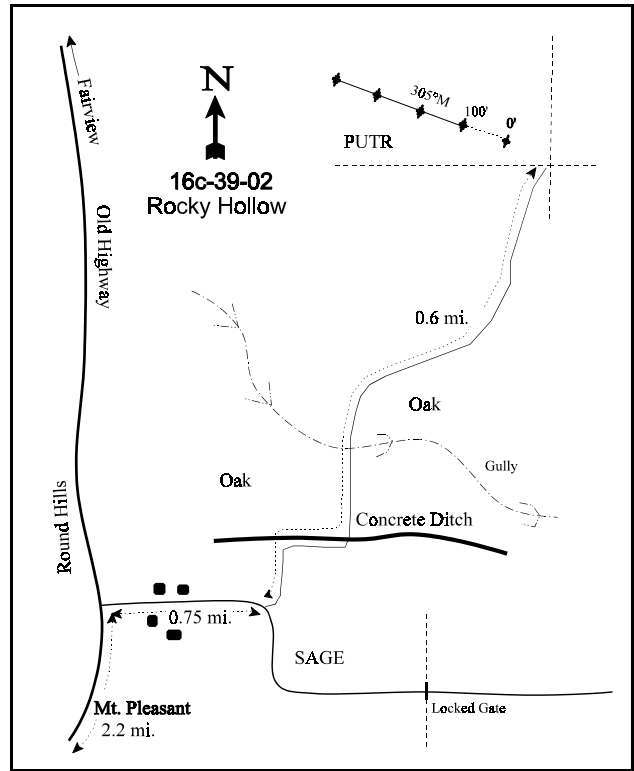 Fairview
N
305°M
100'
0'
PUTR
16c-39-02
Rocky Hollow
Old Highway
0.6 mi.
Oak
Gully
Oak
Round Hills
Concrete Ditch
0.75 mi.
SAGE
Mt. Pleasant
2.2 mi.
Locked Gate